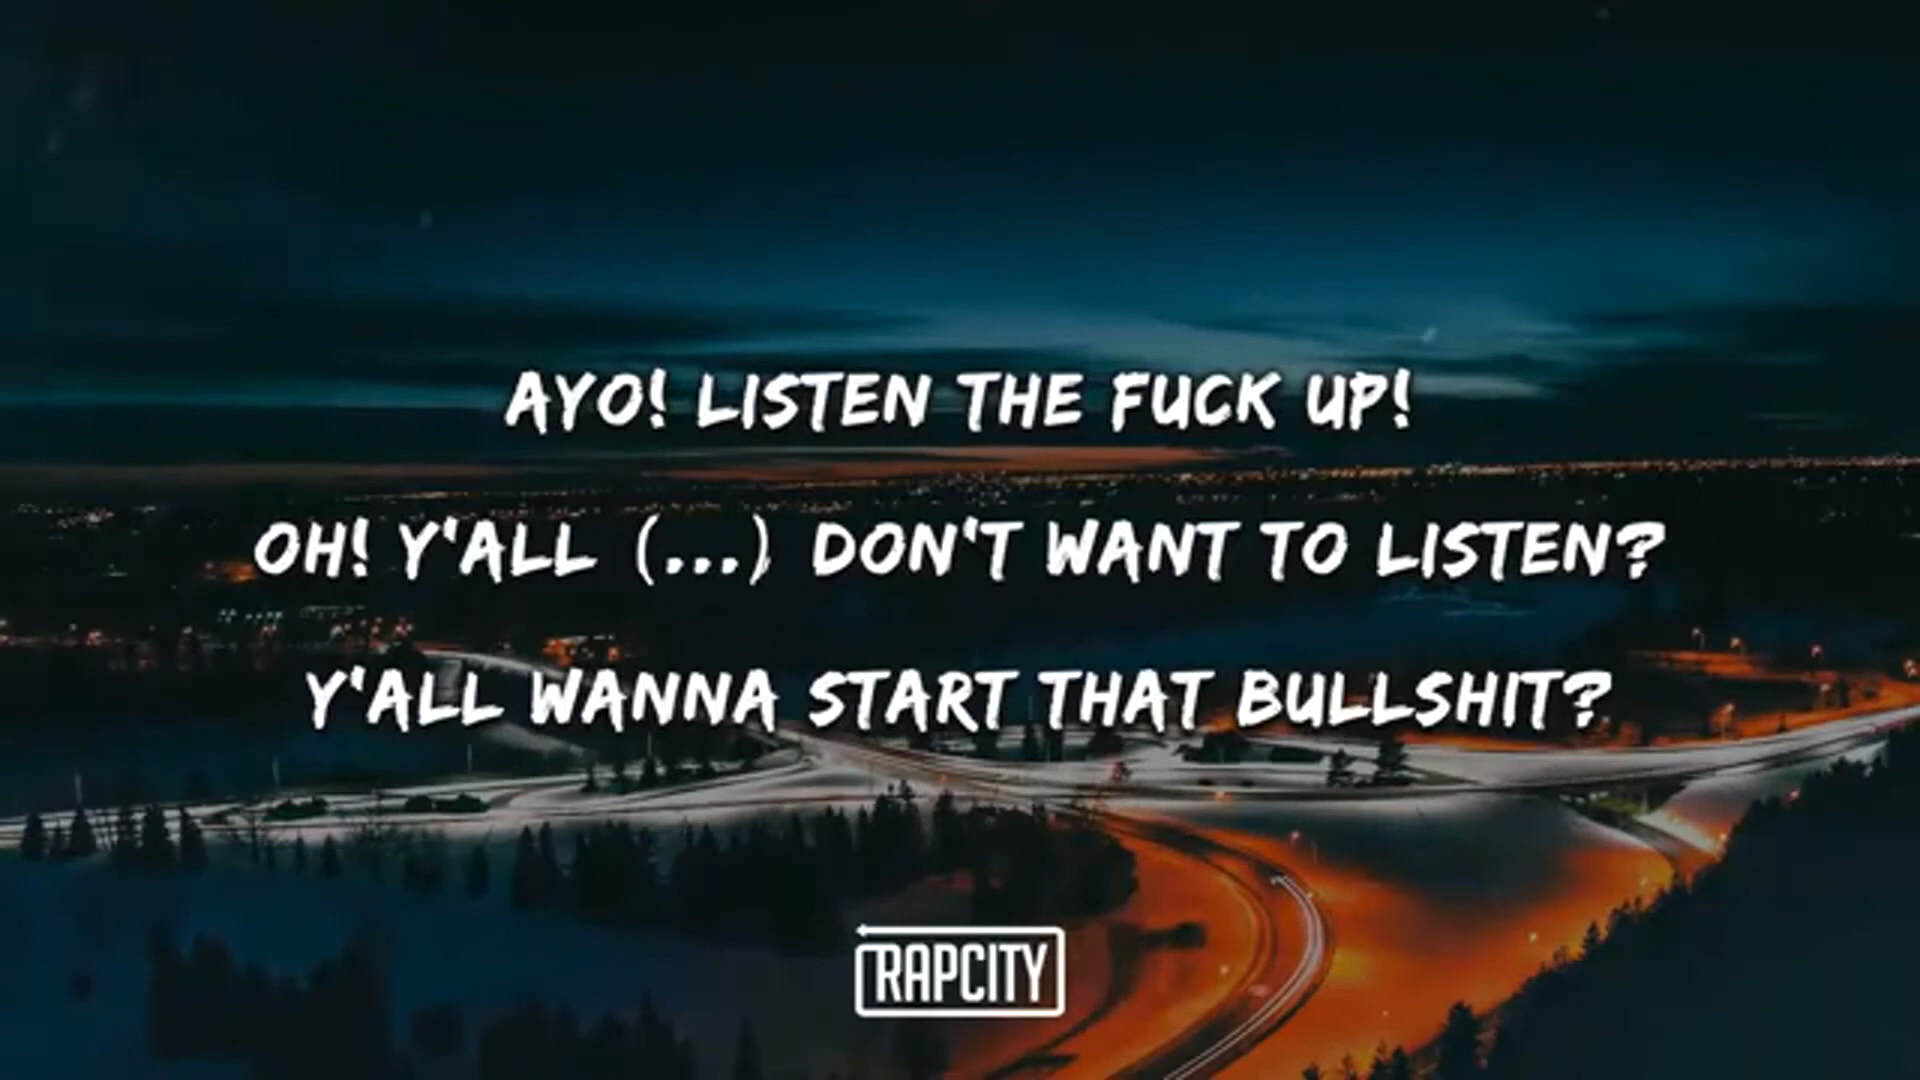 AYO! LISTEN THE FUCK UP!
OH! Y'ALL (...) DON'T WANT TO LISTEN?
Y'ALL WANNA START THAT BULLSHIT?
RAPCITY